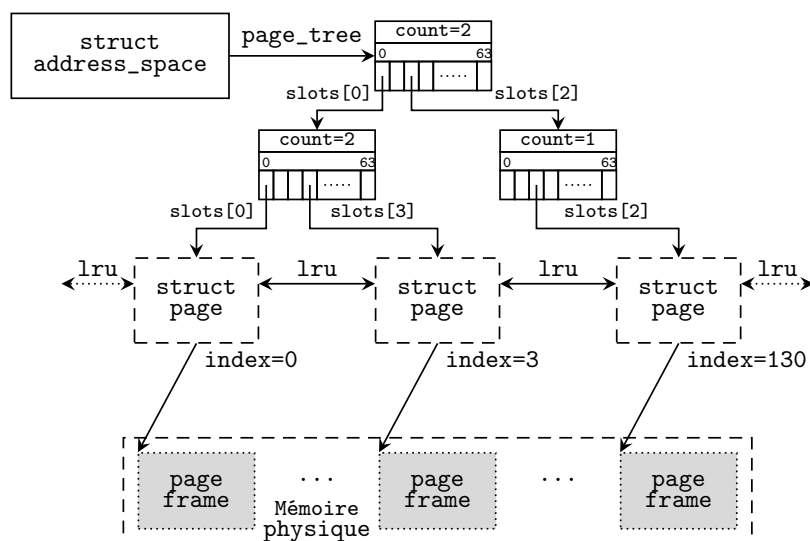 struct
address_space
page_tree
count=2
0 63
.....
slots[0]
slots[2]
count=2
0 63
.....
count=1
0 63
.....
slots[0]
slots[3]
slots[2]
lru
struct
page
lru
struct
page
lru
struct
page
lru
index=0
index=3
index=130
page
frame
...
page
frame
...
page
frame
Mémoire
physique